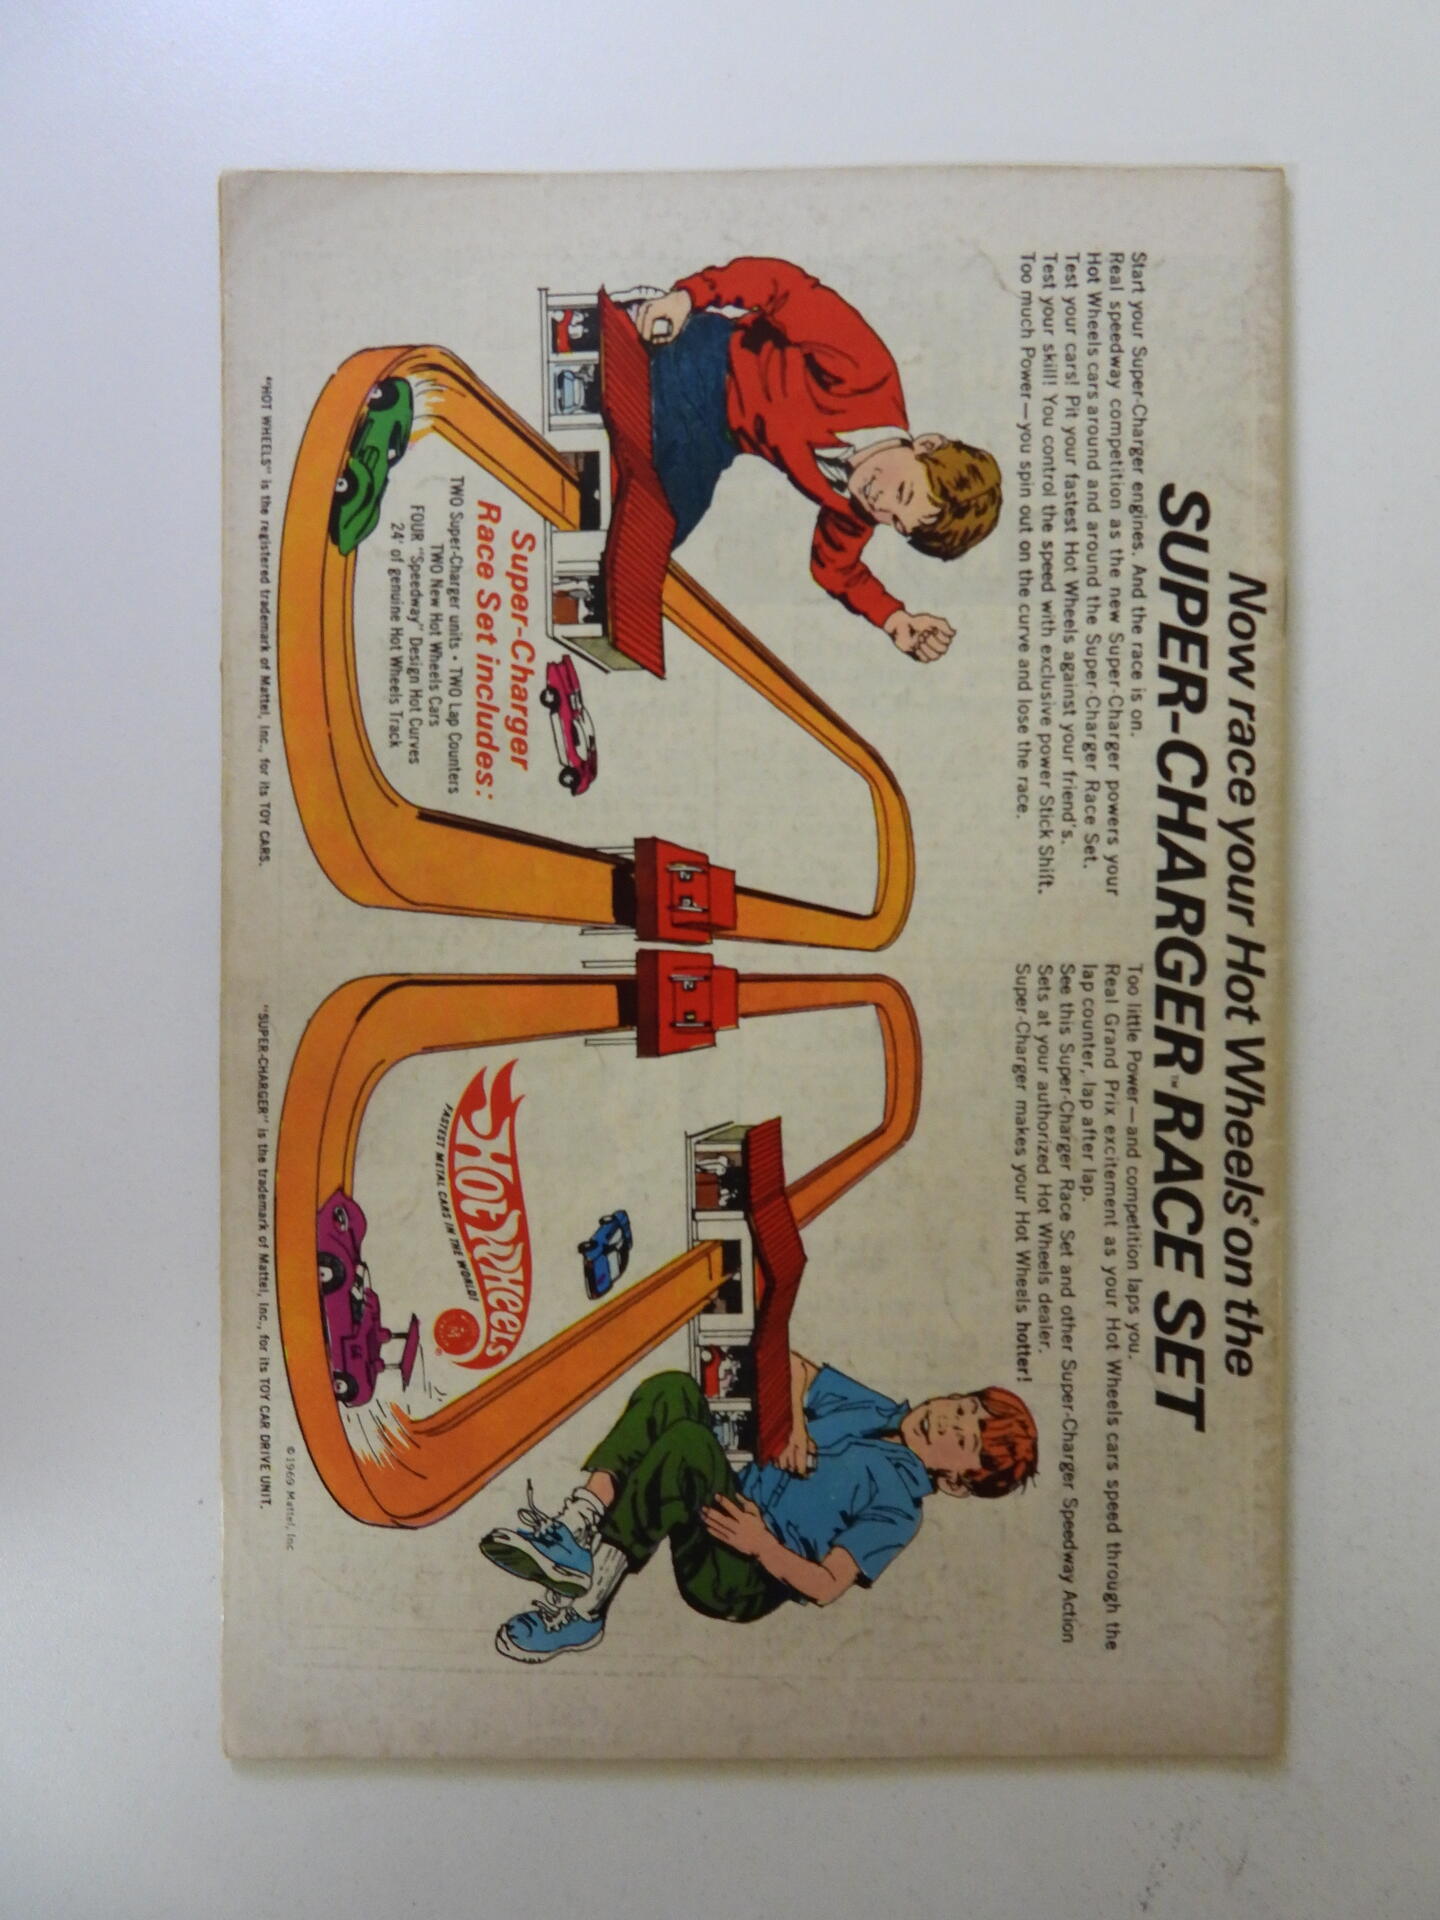 Now race your Hot Wheels® on the
SUPER-CHARGER™ RACE SET
Start your Super-Charger engines. And the race is on.
Real speedway competition as the new Super-Charger powers your
Hot Wheels cars around and around the Super-Charger Race Set.
Test your cars! Pit your fastest Hot Wheels against your friend's.
Test your skill! You control the speed with exclusive power Stick Shift.
Too much Power—you spin out on the curve and lose the race.
Too little Power—and competition laps you.
Real Grand Prix excitement as your Hot Wheels cars speed through the
lap counter, lap after lap.
See this Super-Charger Race Set and other Super-Charger Speedway Action
Sets at your authorized Hot Wheels dealer.
Super-Charger makes your Hot Wheels hotter!
Super-Charger
Race Set includes:
TWO Super-Charger units • TWO Lap Counters
TWO New Hot Wheels Cars
FOUR "Speedway" Design Hot Curves
24' of genuine Hot Wheels Track
HOT WHEELS
FASTEST METAL CARS IN THE WORLD!
®
©1969 Mattel, Inc
"HOT WHEELS" is the registered trademark of Mattel, Inc., for its TOY CARS.
"SUPER-CHARGER" is the trademark of Mattel, Inc., for its TOY CAR DRIVE UNIT.